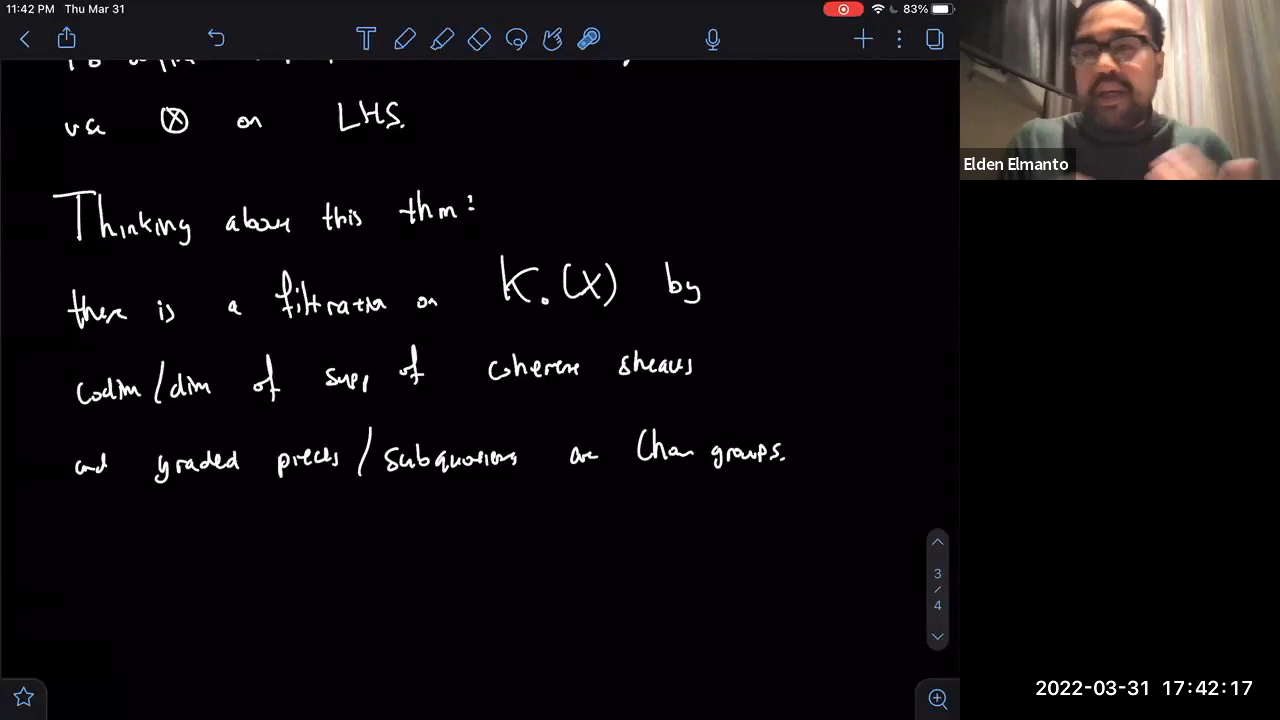 11:42 PM Thu Mar 31
83%
via ⊗ on LHS.
Thinking about this thm:
there is a filtration on K₀(X) by
codim/dim of supp of coherent sheaves
and graded pieces/subquotients are Chow groups.
3
/
4
Elden Elmanto
2022-03-31 17:42:17